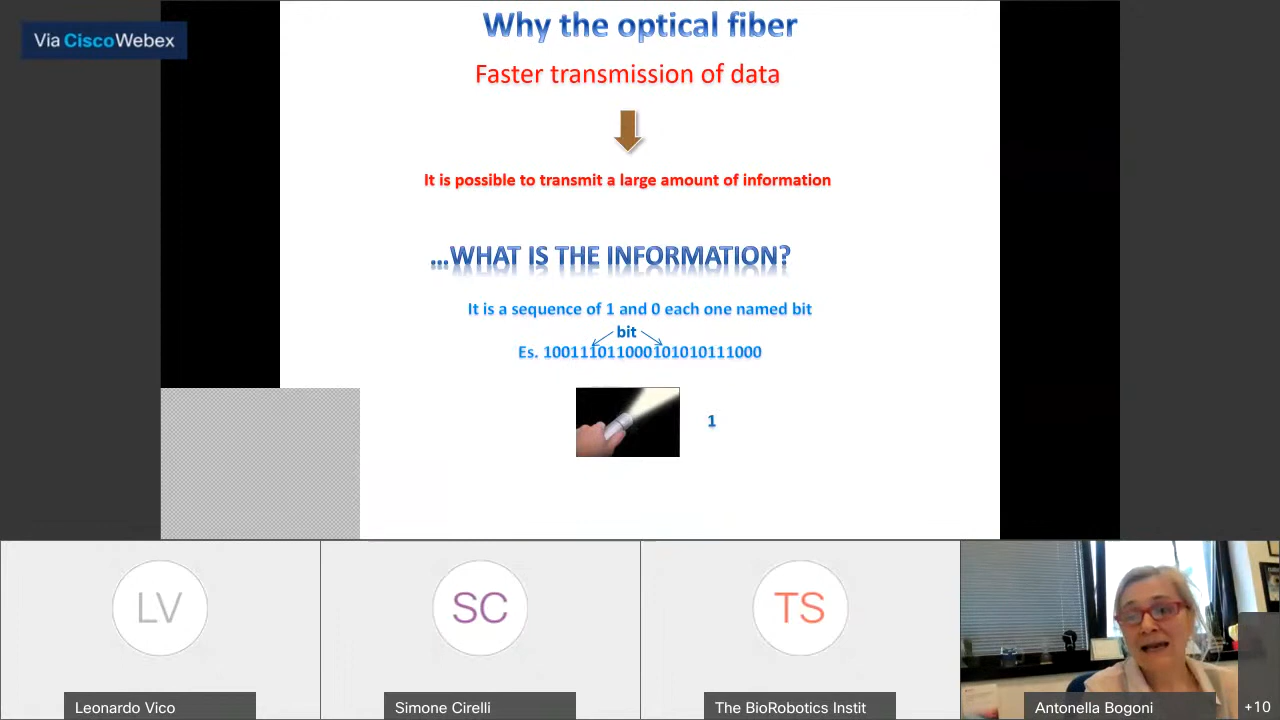 Via CiscoWebex
Why the optical fiber
Faster transmission of data
It is possible to transmit a large amount of information
...WHAT IS THE INFORMATION?
It is a sequence of 1 and 0 each one named bit
bit
Es. 100111011000101010111000
1
LV
SC
TS
Leonardo Vico
Simone Cirelli
The BioRobotics Instit
Antonella Bogoni
+10